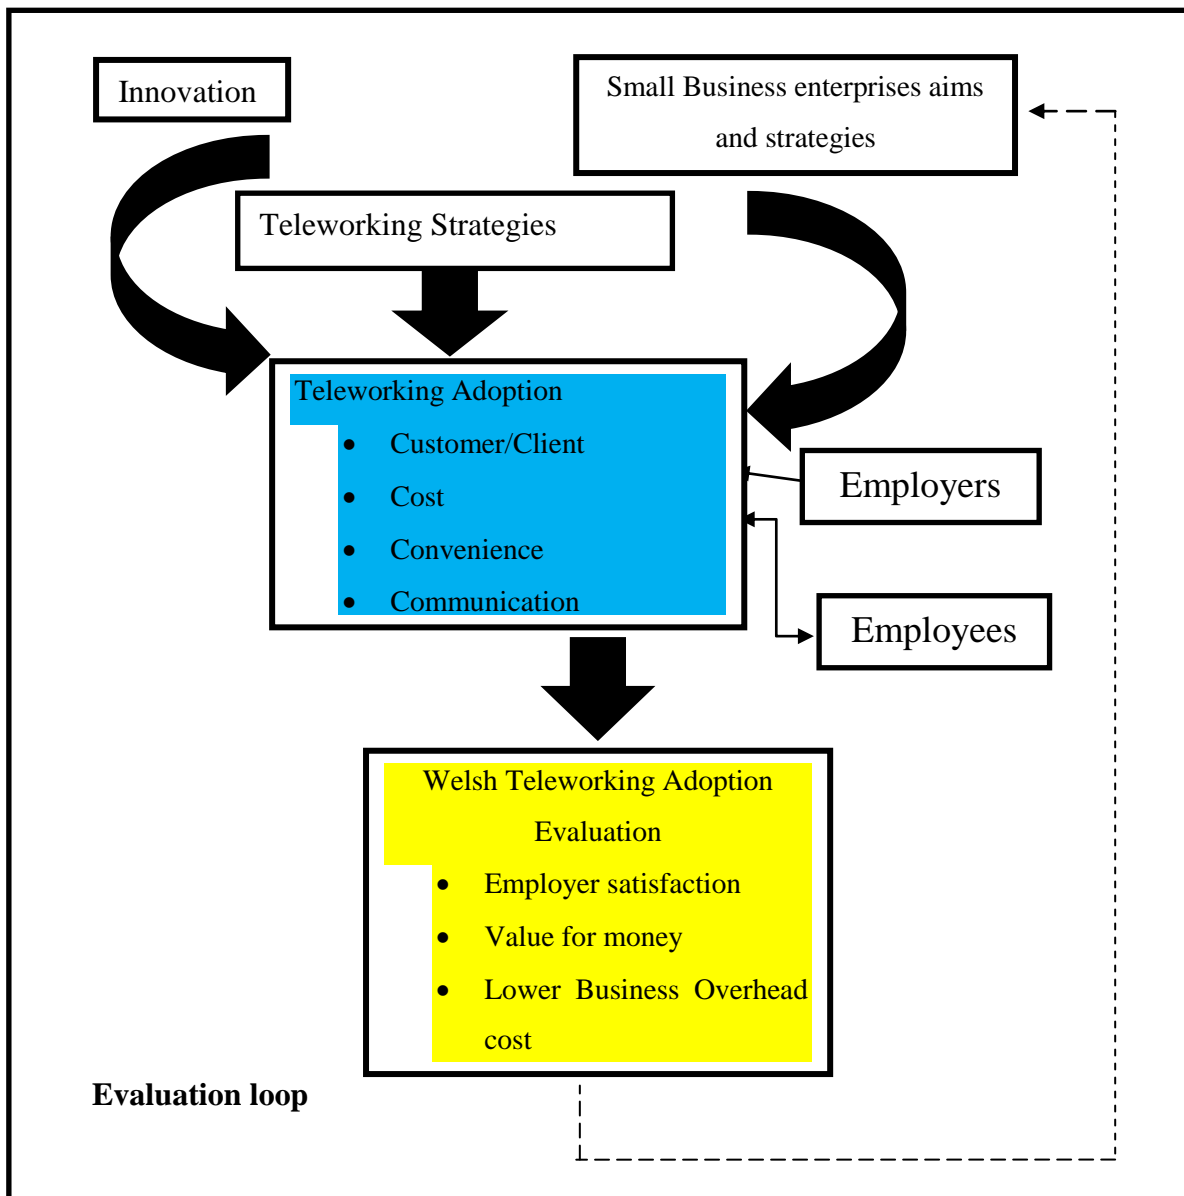 Innovation
Small Business enterprises aims
and strategies
Teleworking Strategies
Teleworking Adoption
• Customer/Client
• Cost
• Convenience
• Communication
Employers
Employees
Welsh Teleworking Adoption
Evaluation
• Employer satisfaction
• Value for money
• Lower Business Overhead
cost
Evaluation loop